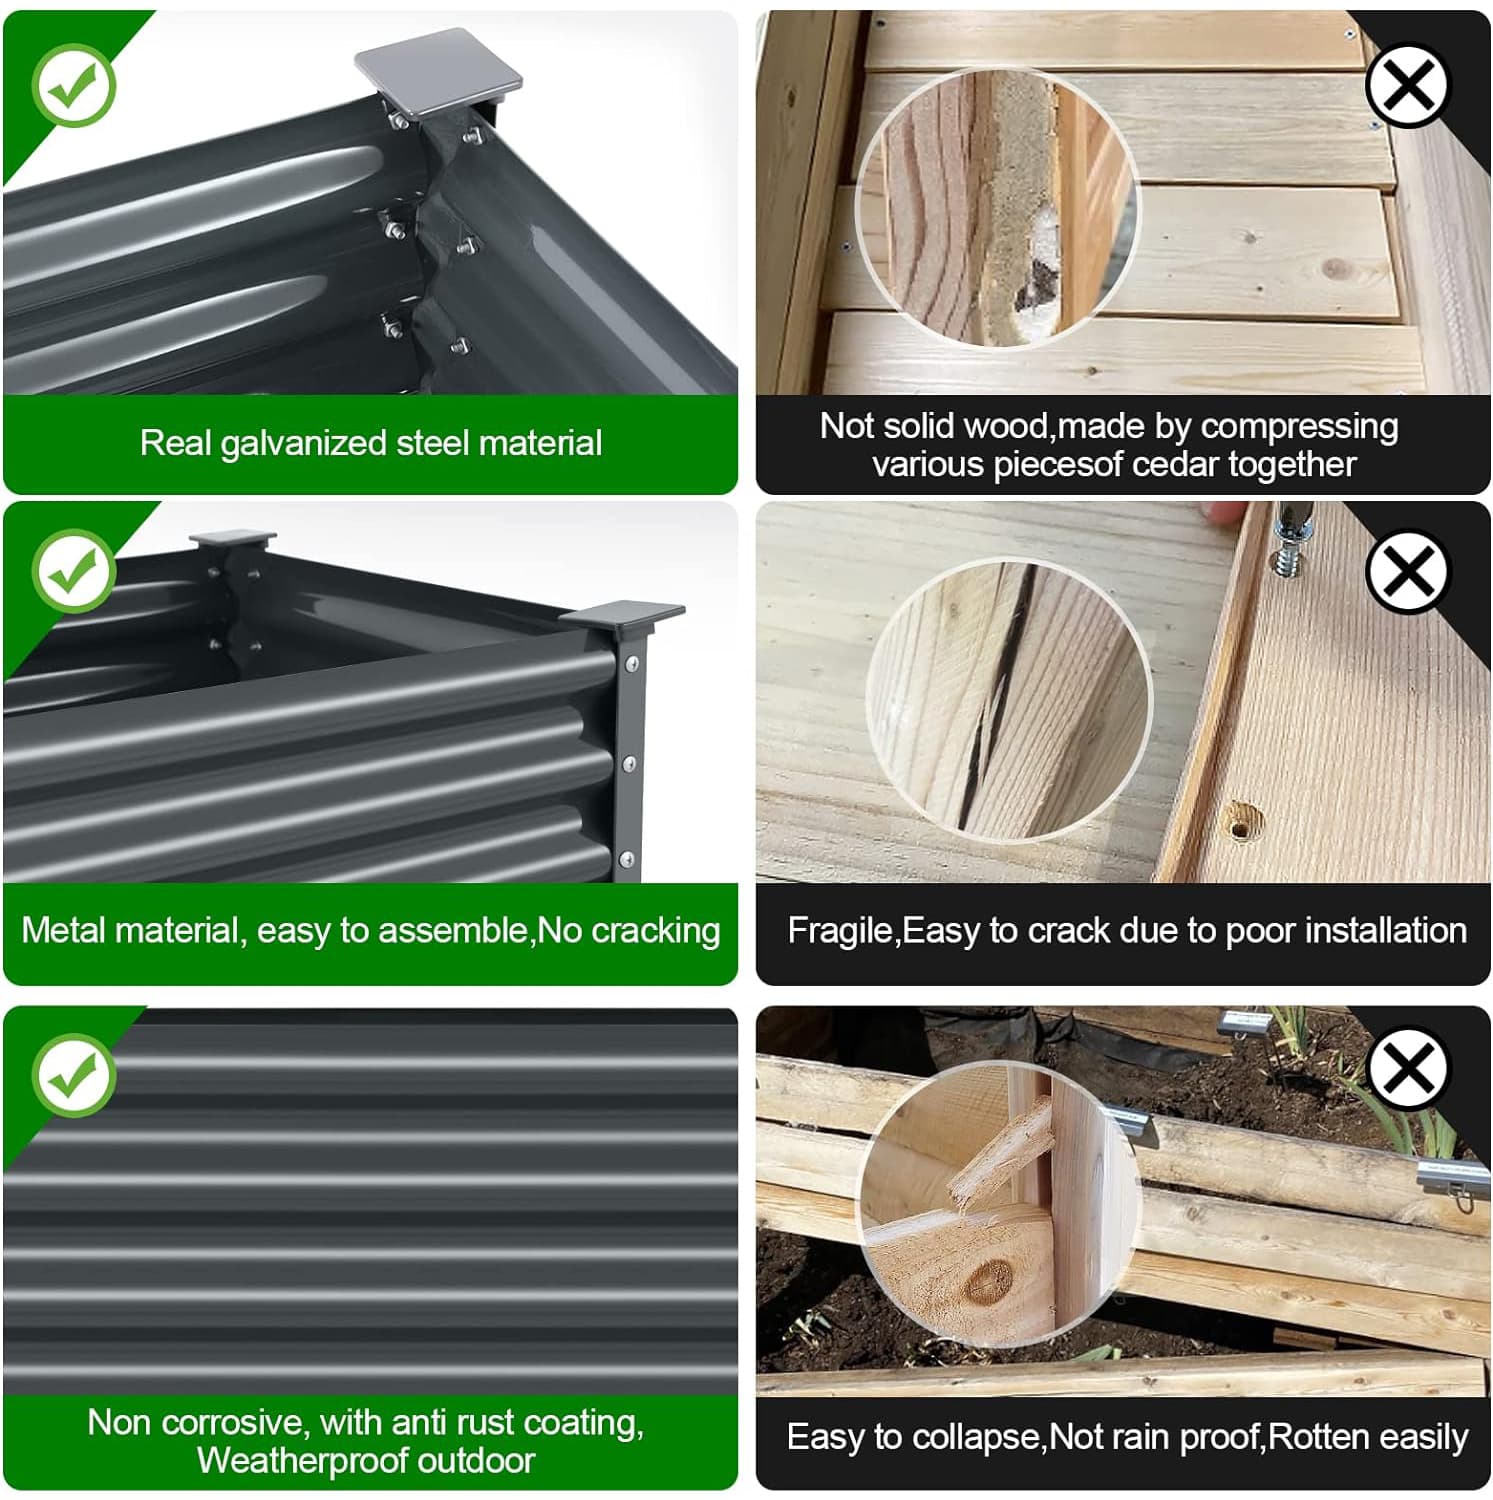 Real galvanized steel material
Not solid wood,made by compressing
various piecesof cedar together
Metal material, easy to assemble,No cracking
Fragile,Easy to crack due to poor installation
Non corrosive, with anti rust coating,
Weatherproof outdoor
Easy to collapse,Not rain proof,Rotten easily